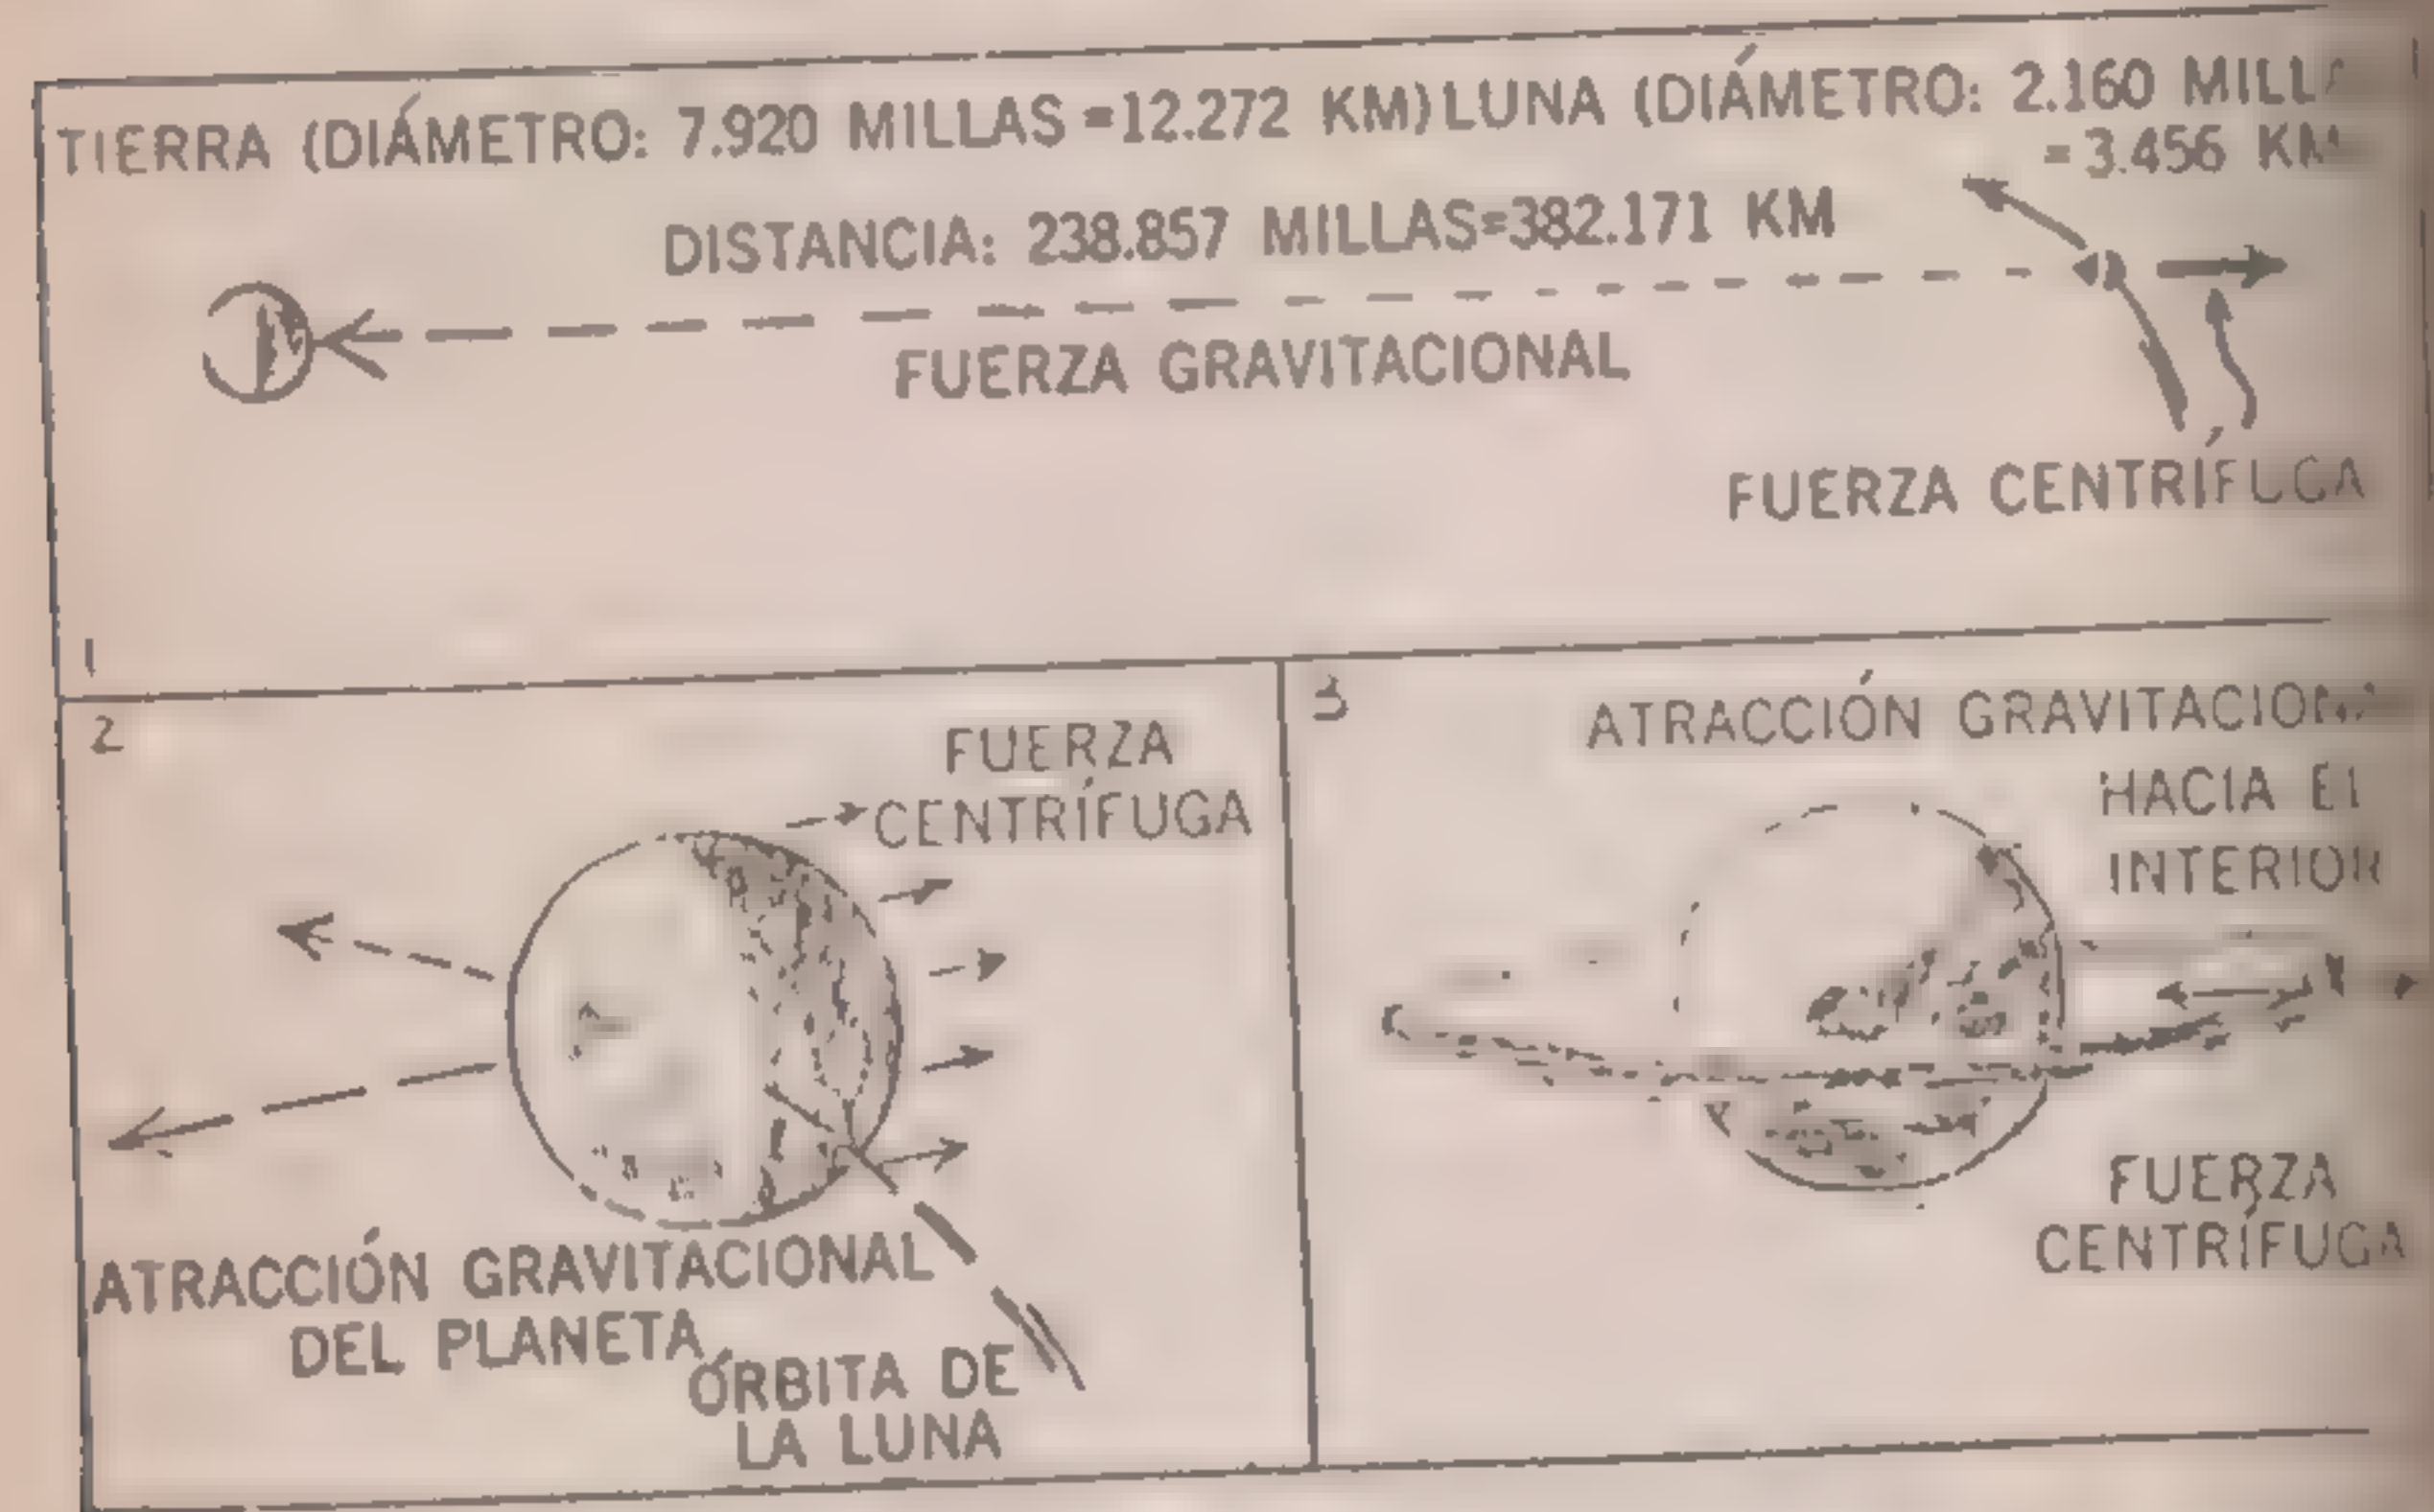 TIERRA (DIÁMETRO: 7.920 MILLAS =12.272 KM) LUNA (DIÁMETRO: 2.160
=3.456
DISTANCIA: 238.857 MILLAS=382.171 KM
FUERZA GRAVITACIONAL
FUERZA CENTRÍFUGA
1
2
FUERZA
CENTRÍFUGA
ATRACCIÓN GRAVITACIONAL
DEL PLANETA
ÓRBITA DE
LA LUNA
3
ATRACCIÓN
HACIA EL
INTERIOR
FUERZA
CENTRÍFUGA